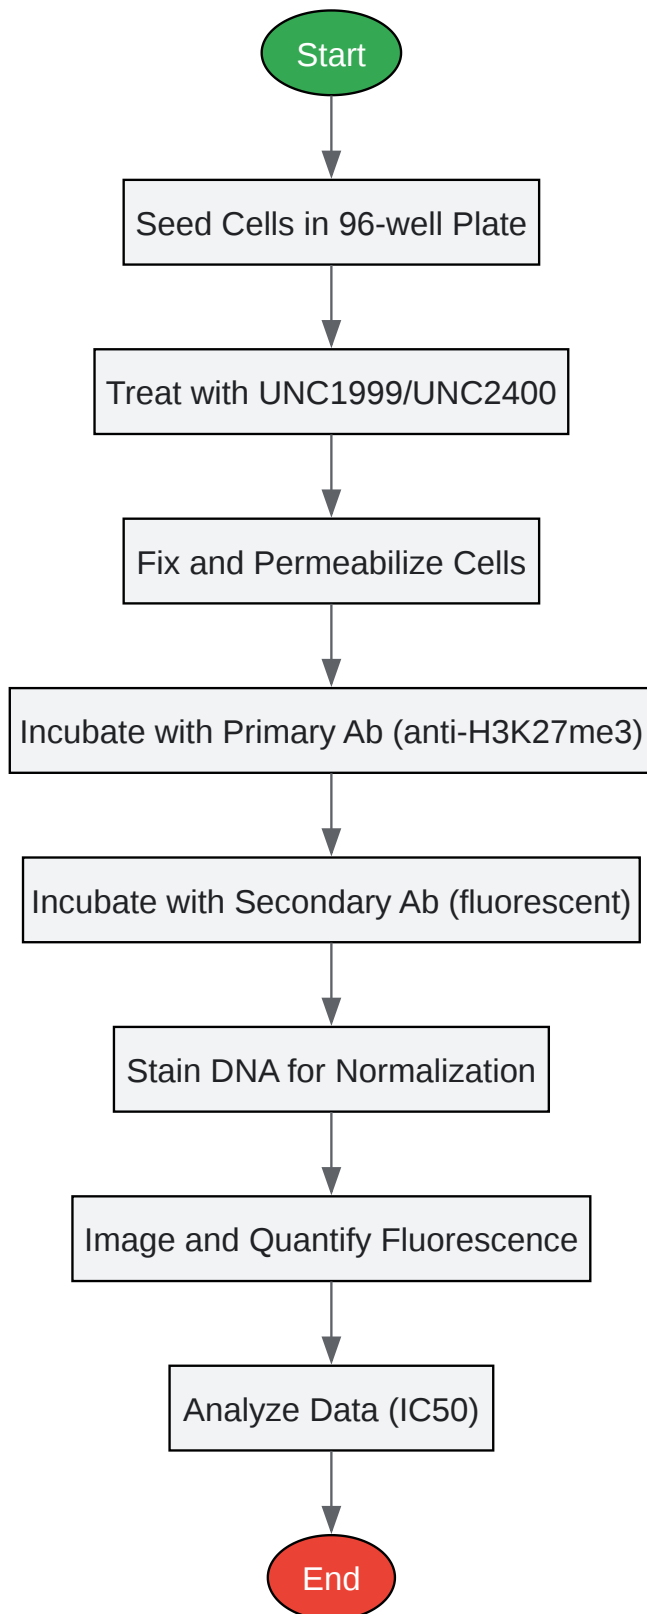 Start
Seed Cells in 96-well Plate
Treat with UNC1999/UNC2400
Fix and Permeabilize Cells
Incubate with Primary Ab (anti-H3K27me3)
Incubate with Secondary Ab (fluorescent)
Stain DNA for Normalization
Image and Quantify Fluorescence
Analyze Data (IC50)
End